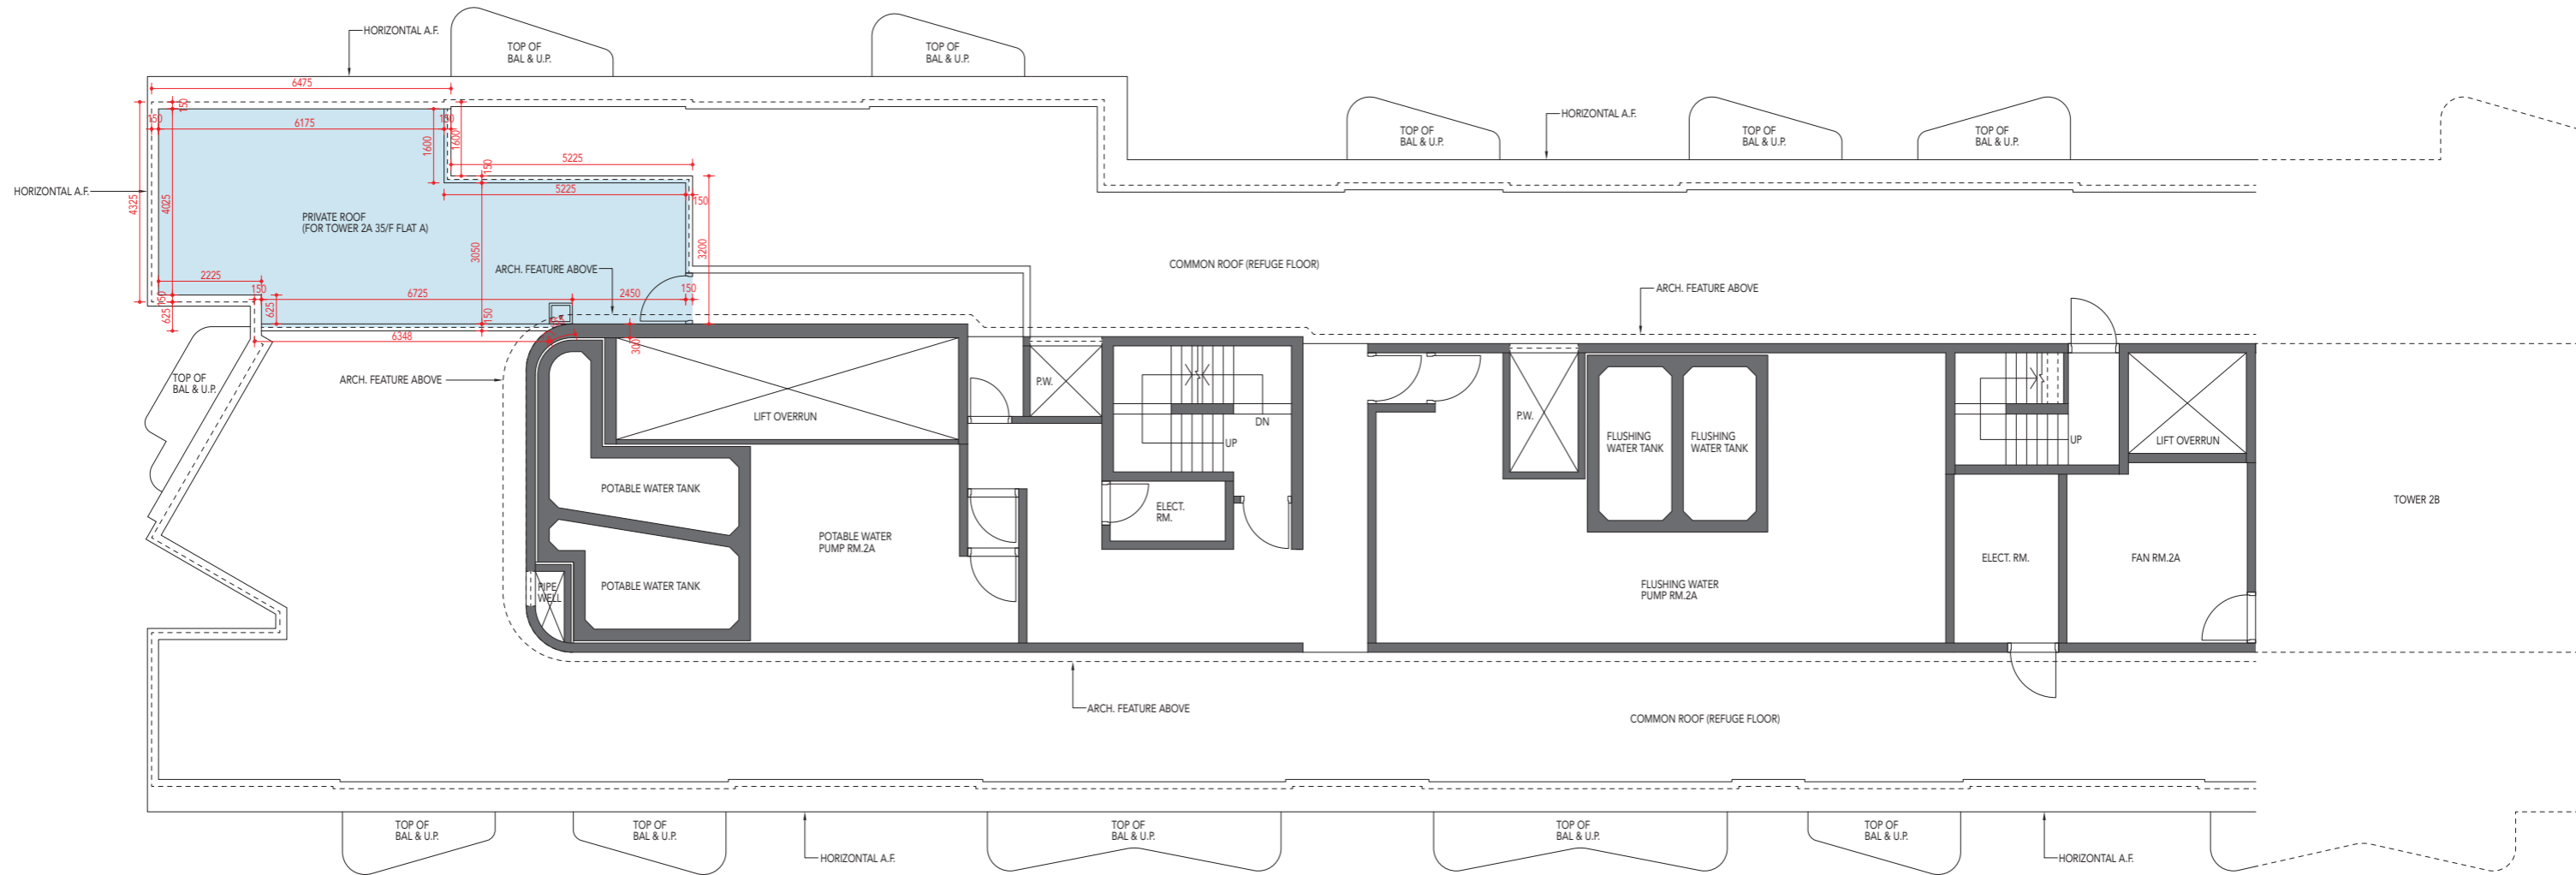 HORIZONTAL A.F.
TOP OF
BAL & U.P.
TOP OF
BAL & U.P.
6475
150
150
6175
150
1600
1600
5225
150
5225
150
HORIZONTAL A.F.
4325
4025
PRIVATE ROOF
(FOR TOWER 2A 35/F FLAT A)
3050
3200
2225
150
150
625
625
6725
2450
150
150
6348
300
ARCH. FEATURE ABOVE
TOP OF
BAL & U.P.
HORIZONTAL A.F.
TOP OF
BAL & U.P.
TOP OF
BAL & U.P.
COMMON ROOF (REFUGE FLOOR)
ARCH. FEATURE ABOVE
TOP OF
BAL & U.P.
ARCH. FEATURE ABOVE
LIFT OVERRUN
P.W.
DN
UP
P.W.
FLUSHING
WATER TANK
FLUSHING
WATER TANK
UP
LIFT OVERRUN
POTABLE WATER TANK
ELECT.
RM.
TOWER 2B
POTABLE WATER
PUMP RM.2A
ELECT. RM.
FAN RM.2A
PIPE
WELL
POTABLE WATER TANK
FLUSHING WATER
PUMP RM.2A
ARCH. FEATURE ABOVE
COMMON ROOF (REFUGE FLOOR)
TOP OF
BAL & U.P.
TOP OF
BAL & U.P.
TOP OF
BAL & U.P.
TOP OF
BAL & U.P.
TOP OF
BAL & U.P.
HORIZONTAL A.F.
HORIZONTAL A.F.